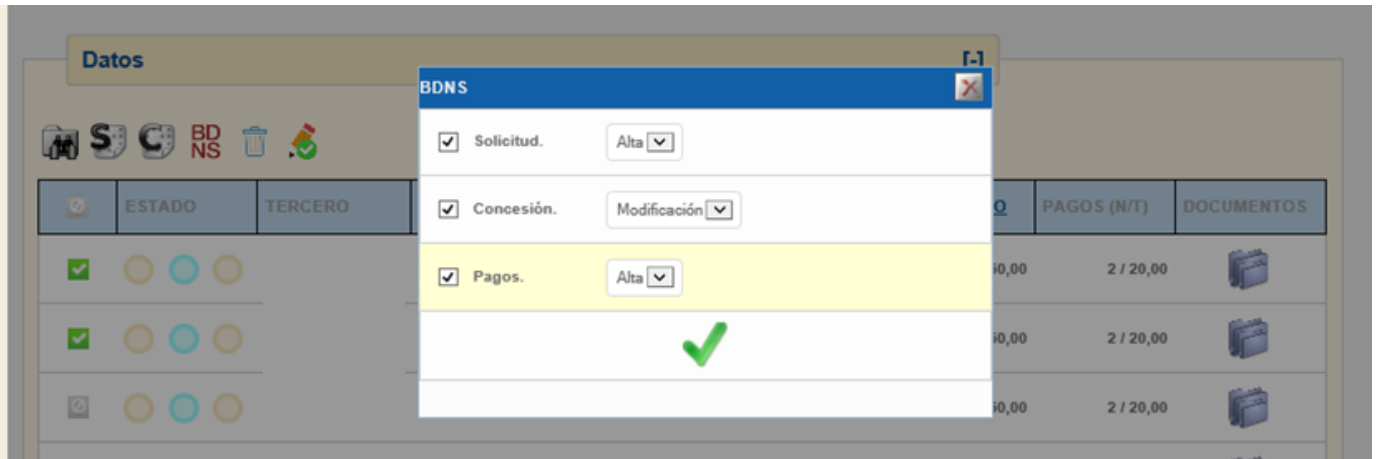 Datos [-]
BDNS
S C BD
NS
Solicitud. Alta
ESTADO TERCERO Concesión. Modificación O PAGOS (N/T) DOCUMENTOS
Pagos. Alta 2 / 20,00
2 / 20,00
2 / 20,00